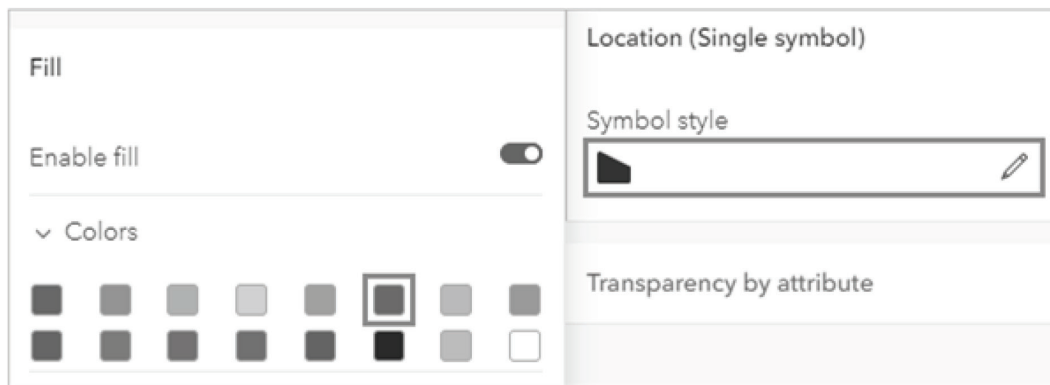 Fill
Enable fill
Colors
Location (Single symbol)
Symbol style
Transparency by attribute